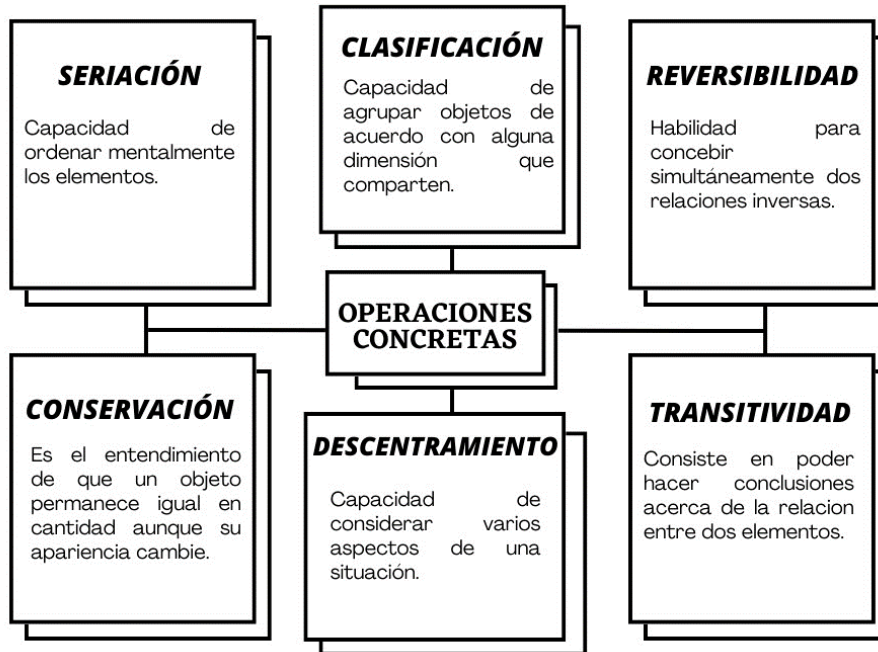 SERIACIÓN
Capacidad de
ordenar mentalmente
los elementos.
CLASIFICACIÓN
Capacidad de
agrupar objetos de
acuerdo con alguna
dimensión que
comparten.
REVERSIBILIDAD
Habilidad para
concebir
simultáneamente dos
relaciones inversas.
OPERACIONES
CONCRETAS
CONSERVACIÓN
Es el entendimiento
de que un objeto
permanece igual en
cantidad aunque su
apariencia cambie.
DESCENTRAMIENTO
Capacidad de
considerar varios
aspectos de una
situación.
TRANSITIVIDAD
Consiste en poder
hacer conclusiones
acerca de la relacion
entre dos elementos.